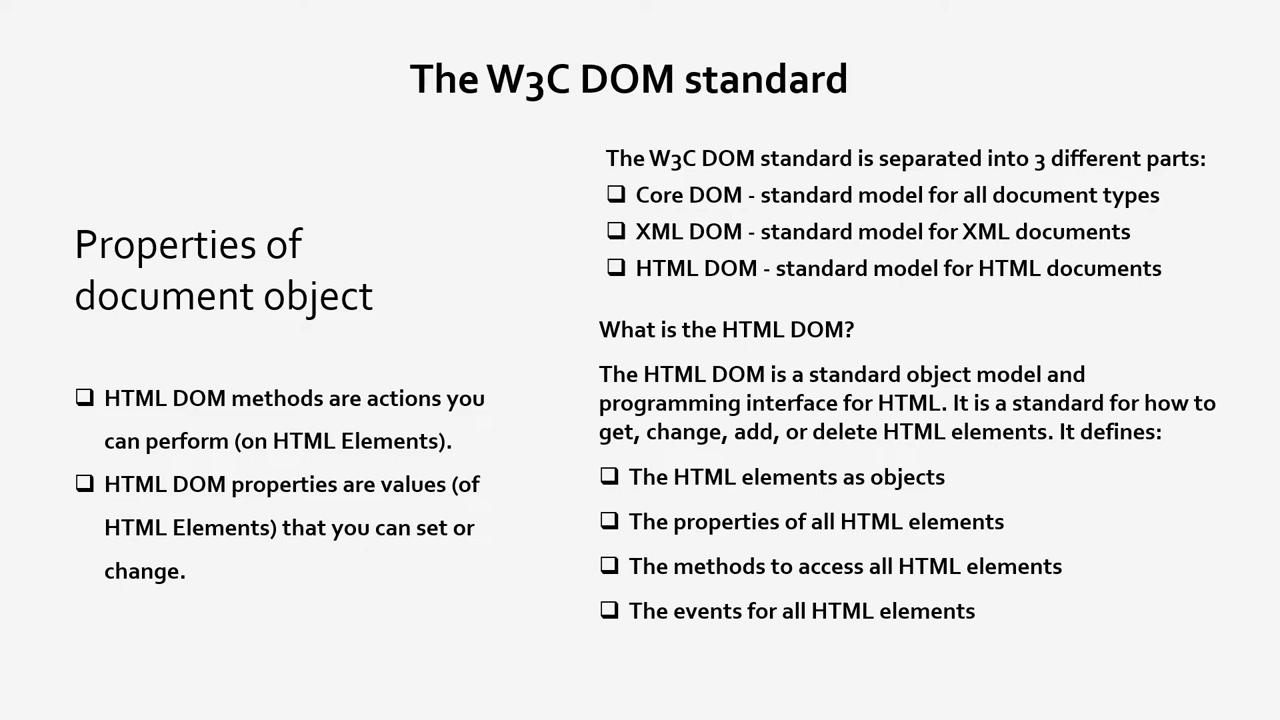 The W3C DOM standard
Properties of
document object
❑ HTML DOM methods are actions you
can perform (on HTML Elements).
❑ HTML DOM properties are values (of
HTML Elements) that you can set or
change.
The W3C DOM standard is separated into 3 different parts:
❑ Core DOM - standard model for all document types
❑ XML DOM - standard model for XML documents
❑ HTML DOM - standard model for HTML documents
What is the HTML DOM?
The HTML DOM is a standard object model and
programming interface for HTML. It is a standard for how to
get, change, add, or delete HTML elements. It defines:
❑ The HTML elements as objects
❑ The properties of all HTML elements
❑ The methods to access all HTML elements
❑ The events for all HTML elements